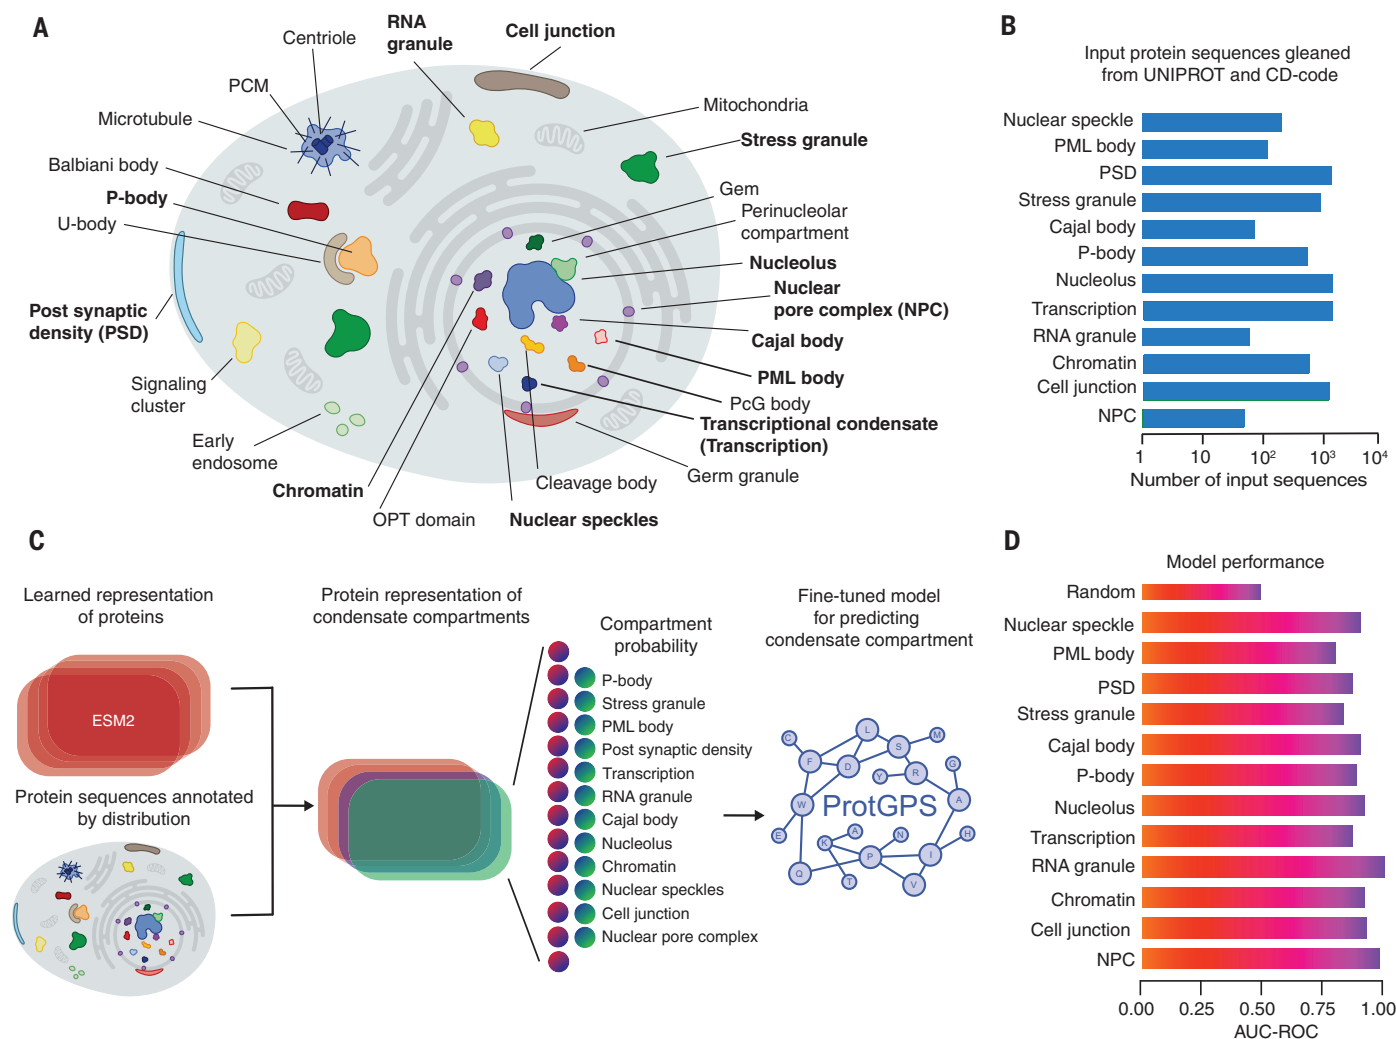 A
Centriole
RNA
granule
Cell junction
PCM
Microtubule
Mitochondria
Stress granule
Balbiani body
P-body
U-body
Gem
Perinucleolar
compartment
Nucleolus
Nuclear
pore complex (NPC)
Post synaptic
density (PSD)
Cajal body
PML body
Signaling
cluster
PcG body
Transcriptional condensate
(Transcription)
Early
endosome
Germ granule
Cleavage body
Chromatin
OPT domain
Nuclear speckles
B
Input protein sequences gleaned
from UNIPROT and CD-code
Nuclear speckle
PML body
PSD
Stress granule
Cajal body
P-body
Nucleolus
Transcription
RNA granule
Chromatin
Cell junction
NPC
1 10 10² 10³ 10⁴
Number of input sequences
C
Learned representation
of proteins
ESM2
Protein sequences annotated
by distribution
Protein representation of
condensate compartments
Compartment
probability
P-body
Stress granule
PML body
Post synaptic density
Transcription
RNA granule
Cajal body
Nucleolus
Chromatin
Nuclear speckles
Cell junction
Nuclear pore complex
Fine-tuned model
for predicting
condensate compartment
L
C
M
S
F
D
G
Y
R
W
ProtGPS
A
E
A
N
H
K
P
I
Q
T
V
D
Model performance
Random
Nuclear speckle
PML body
PSD
Stress granule
Cajal body
P-body
Nucleolus
Transcription
RNA granule
Chromatin
Cell junction
NPC
0.00 0.25 0.50 0.75 1.00
AUC-ROC